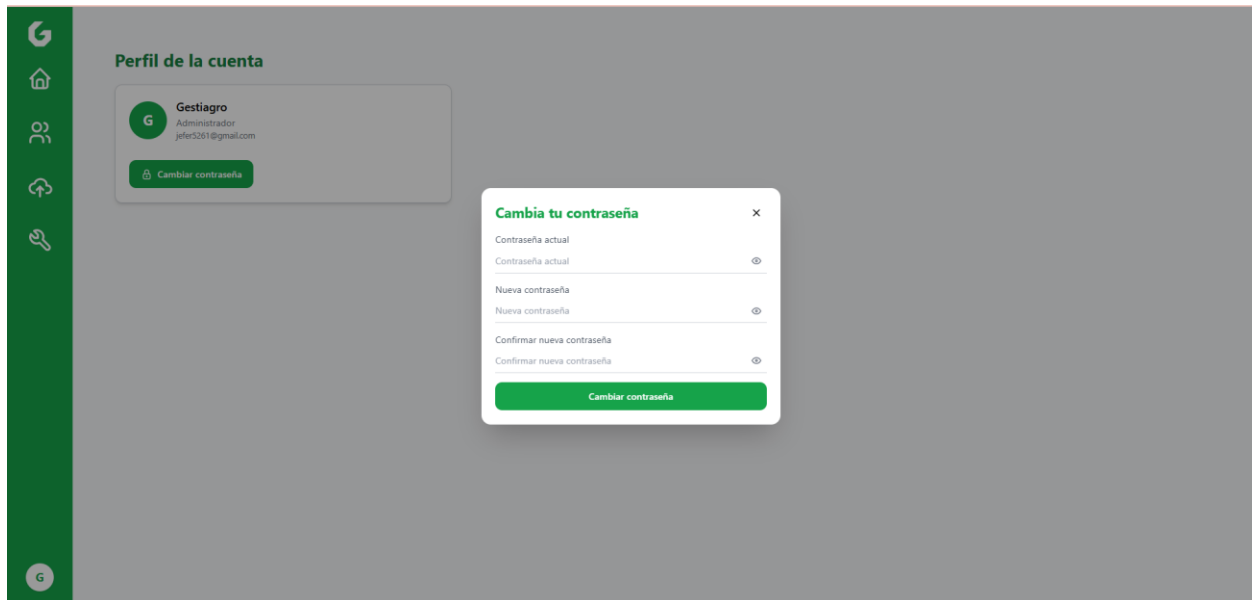 G
Perfil de la cuenta
G
Gestiagro
Administrador
jefer5261@gmail.com
Cambiar contraseña
Cambia tu contraseña
Contraseña actual
Contraseña actual
Nueva contraseña
Nueva contraseña
Confirmar nueva contraseña
Confirmar nueva contraseña
Cambiar contraseña
G